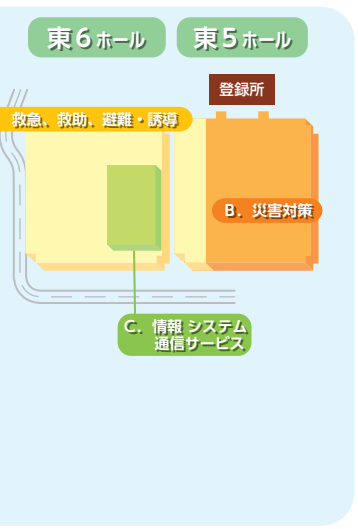 東6ホール
東5ホール
登録所
救急、救助、避難・誘導
B. 災害対策
C. 情報システム
通信サービス